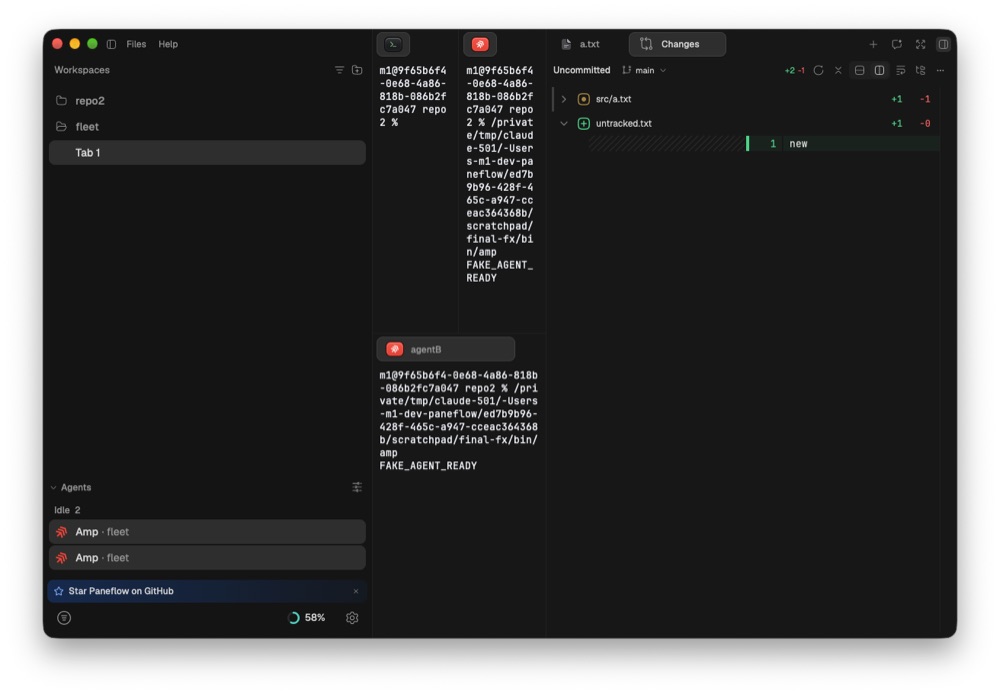 Files Help
Workspaces
repo2
fleet
Tab 1
Agents
Idle 2
Amp · fleet
Amp · fleet
Star Paneflow on GitHub
58%
m1@9f65b6f4
-0e68-4a86-
818b-086b2f
c7a047 repo
2 %
m1@9f65b6f4
-0e68-4a86-
818b-086b2f
c7a047 repo
2 % /privat
e/tmp/claud
e-501/-User
s-m1-dev-pa
neflow/ed7b
9b96-428f-4
65c-a947-cc
eac364368b/
scratchpad/
final-fx/bi
n/amp
FAKE_AGENT_
READY
agentB
m1@9f65b6f4-0e68-4a86-818b
-086b2fc7a047 repo2 % /pri
vate/tmp/claude-501/-Users
-m1-dev-paneflow/ed7b9b96-
428f-465c-a947-cceac364368
b/scratchpad/final-fx/bin/
amp
FAKE_AGENT_READY
a.txt Changes
Uncommitted main +2 -1
src/a.txt +1 -1
untracked.txt +1 -0
1 new